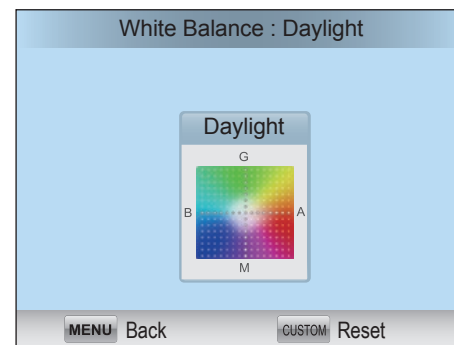 White Balance : Daylight
Daylight
G
B A
M
MENU Back CUSTOM Reset